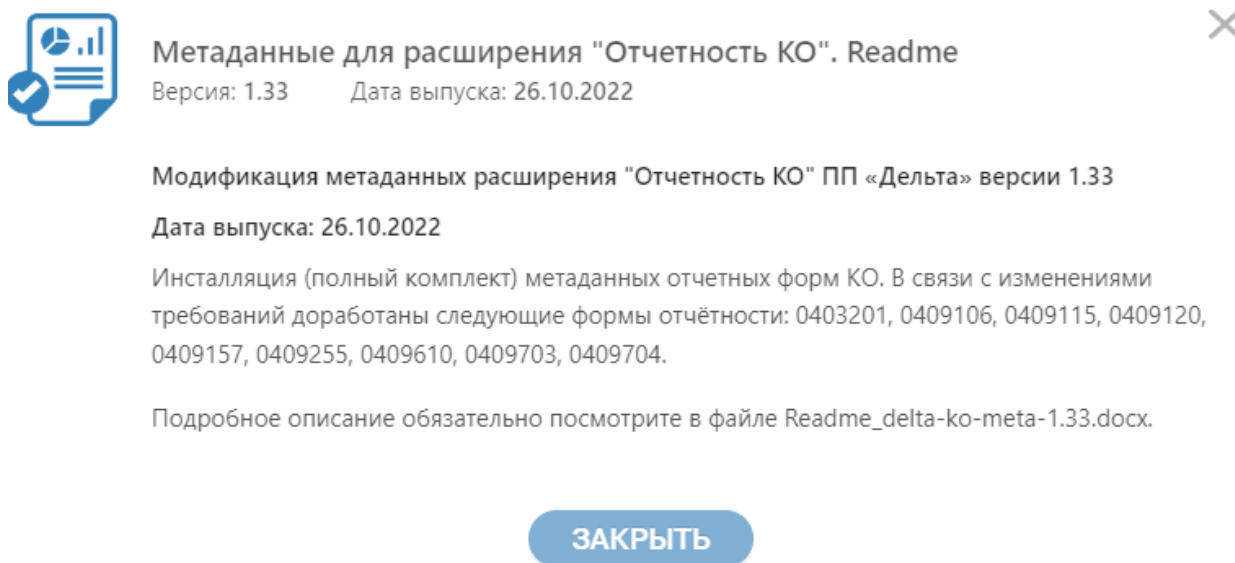 Метаданные для расширения "Отчетность КО". Readme
Версия: 1.33 Дата выпуска: 26.10.2022
Модификация метаданных расширения "Отчетность КО" ПП «Дельта» версии 1.33
Дата выпуска: 26.10.2022
Инсталляция (полный комплект) метаданных отчетных форм КО. В связи с изменениями
требований доработаны следующие формы отчётности: 0403201, 0409106, 0409115, 0409120,
0409157, 0409255, 0409610, 0409703, 0409704.
Подробное описание обязательно посмотрите в файле Readme_delta-ko-meta-1.33.docx.
ЗАКРЫТЬ